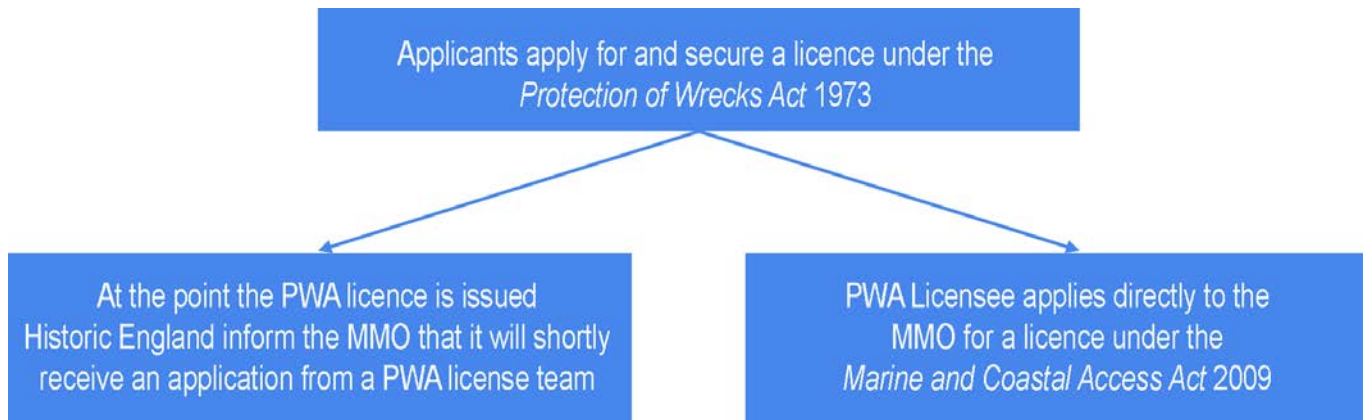 Applicants apply for and secure a licence under the
Protection of Wrecks Act 1973
At the point the PWA licence is issued
Historic England inform the MMO that it will shortly
receive an application from a PWA license team
PWA Licensee applies directly to the
MMO for a licence under the
Marine and Coastal Access Act 2009